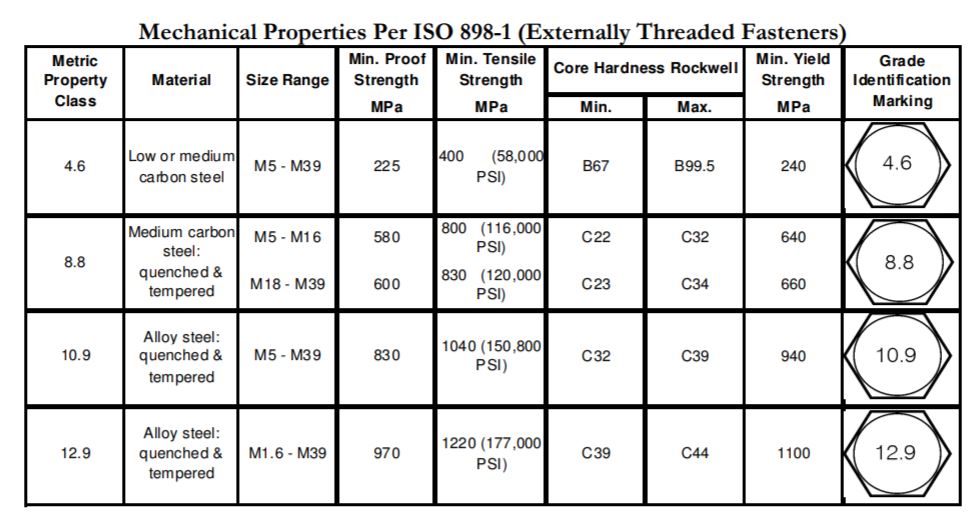 Mechanical Properties Per ISO 898-1 (Externally Threaded Fasteners)
Metric Property Class Material Size Range Min. Proof Strength MPa Min. Tensile Strength MPa Core Hardness Rockwell Min. Max. Min. Yield Strength MPa Grade Identification Marking
4.6 Low or medium carbon steel M5 - M39 225 400 (58,000 PSI) B67 B99.5 240 4.6
8.8 Medium carbon steel: quenched & tempered M5 - M16 580 800 (116,000 PSI) C22 C32 640 8.8
M18 - M39 600 830 (120,000 PSI) C23 C34 660
10.9 Alloy steel: quenched & tempered M5 - M39 830 1040 (150,800 PSI) C32 C39 940 10.9
12.9 Alloy steel: quenched & tempered M1.6 - M39 970 1220 (177,000 PSI) C39 C44 1100 12.9